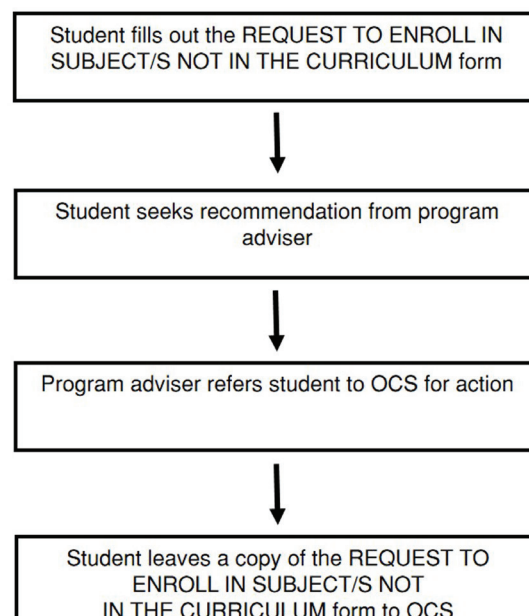 Student fills out the REQUEST TO ENROLL IN
SUBJECT/S NOT IN THE CURRICULUM form
Student seeks recommendation from program
adviser
Program adviser refers student to OCS for action
Student leaves a copy of the REQUEST TO
ENROLL IN SUBJECT/S NOT
IN THE CURRICULUM form to OCS